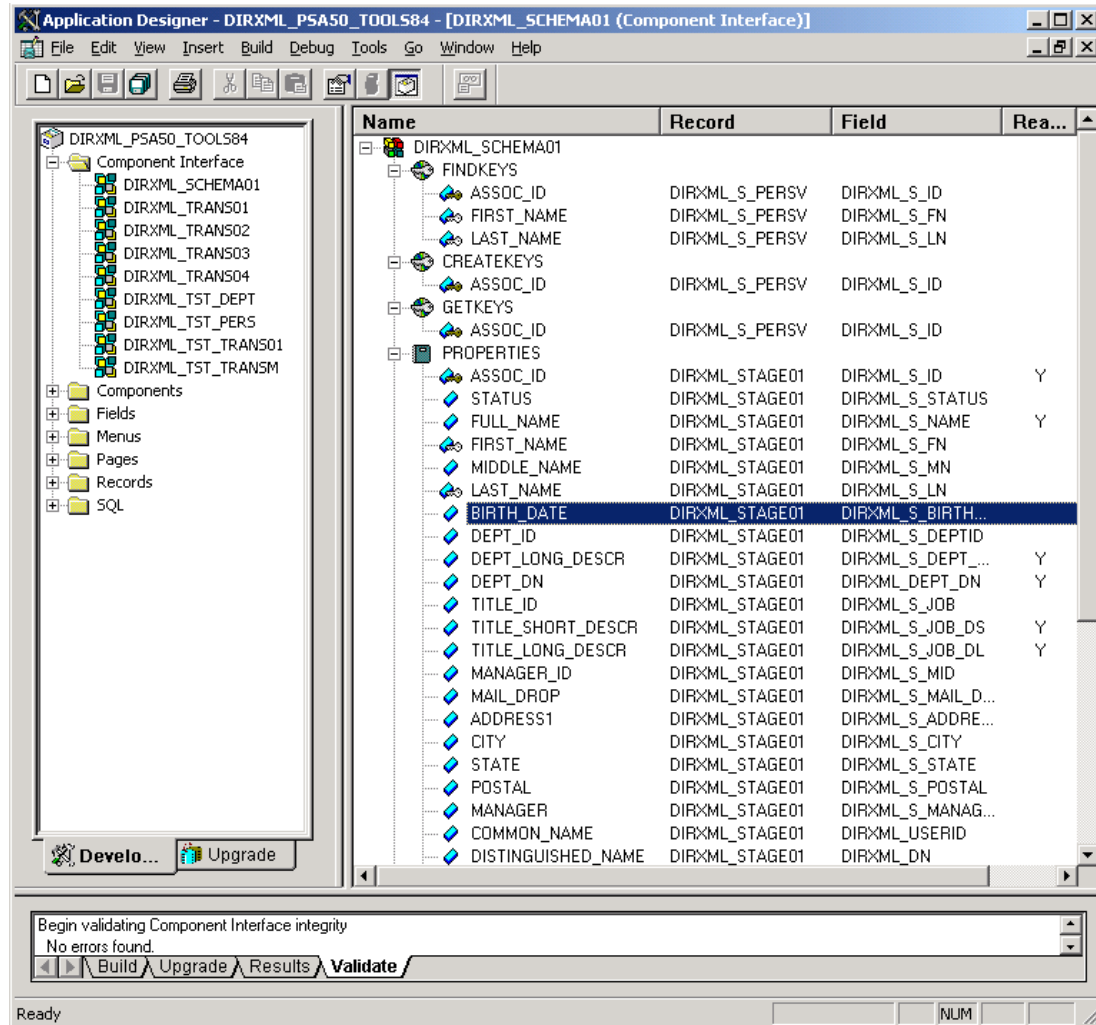 Application Designer - DIRXML_PSA50_TOOLS84 - [DIRXML_SCHEMA01 (Component Interface)]
File Edit View Insert Build Debug Tools Go Window Help
DIRXML_PSA50_TOOLS84
Component Interface
DIRXML_SCHEMA01
DIRXML_TRANS01
DIRXML_TRANS02
DIRXML_TRANS03
DIRXML_TRANS04
DIRXML_TST_DEPT
DIRXML_TST_PERS
DIRXML_TST_TRANS01
DIRXML_TST_TRANSM
Components
Fields
Menus
Pages
Records
SQL
Develo... Upgrade
Name Record Field Rea...
DIRXML_SCHEMA01
FINDKEYS
ASSOC_ID DIRXML_S_PERSV DIRXML_S_ID
FIRST_NAME DIRXML_S_PERSV DIRXML_S_FN
LAST_NAME DIRXML_S_PERSV DIRXML_S_LN
CREATEKEYS
ASSOC_ID DIRXML_S_PERSV DIRXML_S_ID
GETKEYS
ASSOC_ID DIRXML_S_PERSV DIRXML_S_ID
PROPERTIES
ASSOC_ID DIRXML_STAGE01 DIRXML_S_ID Y
STATUS DIRXML_STAGE01 DIRXML_S_STATUS
FULL_NAME DIRXML_STAGE01 DIRXML_S_NAME Y
FIRST_NAME DIRXML_STAGE01 DIRXML_S_FN
MIDDLE_NAME DIRXML_STAGE01 DIRXML_S_MN
LAST_NAME DIRXML_STAGE01 DIRXML_S_LN
BIRTH_DATE DIRXML_STAGE01 DIRXML_S_BIRTH...
DEPT_ID DIRXML_STAGE01 DIRXML_S_DEPTID
DEPT_LONG_DESCR DIRXML_STAGE01 DIRXML_S_DEPT_... Y
DEPT_DN DIRXML_STAGE01 DIRXML_DEPT_DN Y
TITLE_ID DIRXML_STAGE01 DIRXML_S_JOB
TITLE_SHORT_DESCR DIRXML_STAGE01 DIRXML_S_JOB_DS Y
TITLE_LONG_DESCR DIRXML_STAGE01 DIRXML_S_JOB_DL Y
MANAGER_ID DIRXML_STAGE01 DIRXML_S_MID
MAIL_DROP DIRXML_STAGE01 DIRXML_S_MAIL_D...
ADDRESS1 DIRXML_STAGE01 DIRXML_S_ADDRE...
CITY DIRXML_STAGE01 DIRXML_S_CITY
STATE DIRXML_STAGE01 DIRXML_S_STATE
POSTAL DIRXML_STAGE01 DIRXML_S_POSTAL
MANAGER DIRXML_STAGE01 DIRXML_S_MANAG...
COMMON_NAME DIRXML_STAGE01 DIRXML_USERID
DISTINGUISHED_NAME DIRXML_STAGE01 DIRXML_DN
Begin validating Component Interface integrity
No errors found.
Build Upgrade Results Validate
Ready NUM